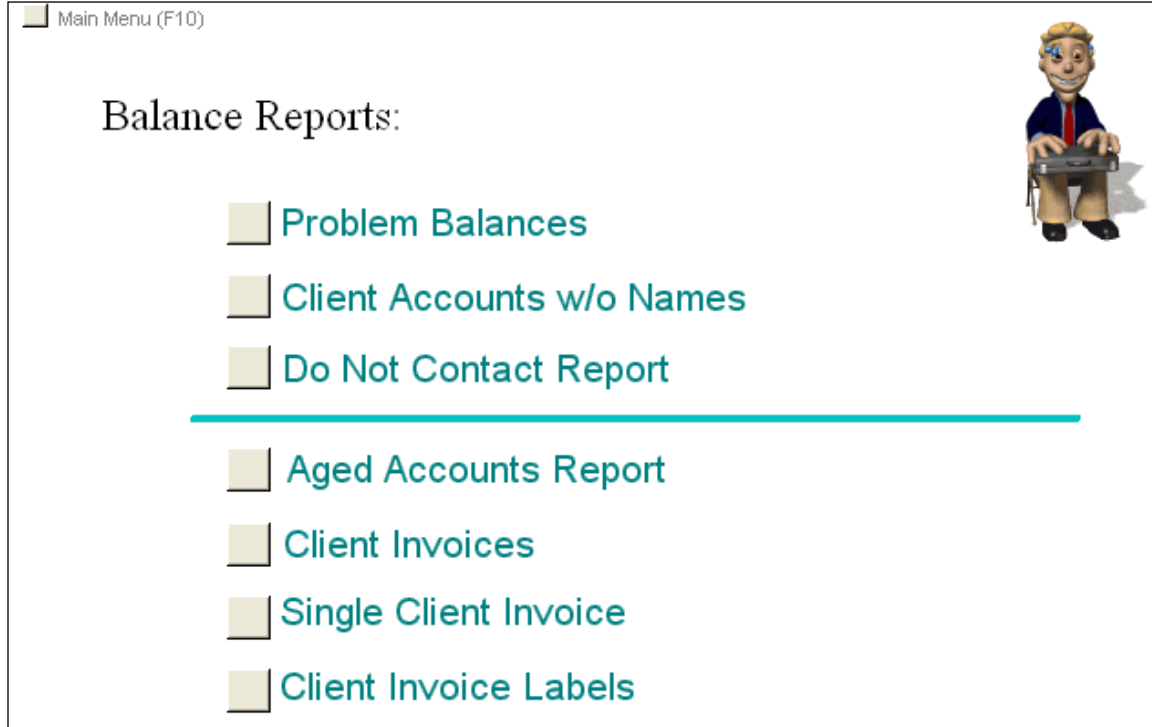 Main Menu (F10)
Balance Reports:
Problem Balances
Client Accounts w/o Names
Do Not Contact Report
Aged Accounts Report
Client Invoices
Single Client Invoice
Client Invoice Labels